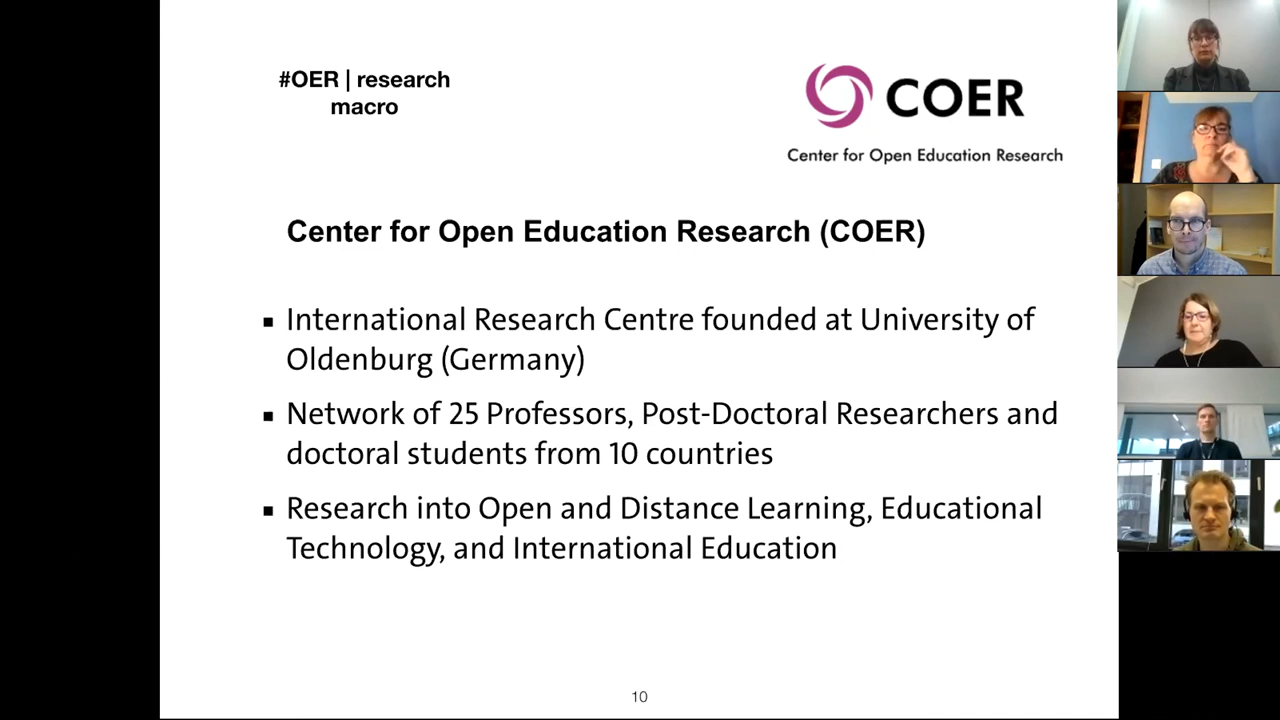 #OER | research
macro
COER
Center for Open Education Research
Center for Open Education Research (COER)
▪ International Research Centre founded at University of
Oldenburg (Germany)
▪ Network of 25 Professors, Post-Doctoral Researchers and
doctoral students from 10 countries
▪ Research into Open and Distance Learning, Educational
Technology, and International Education
10